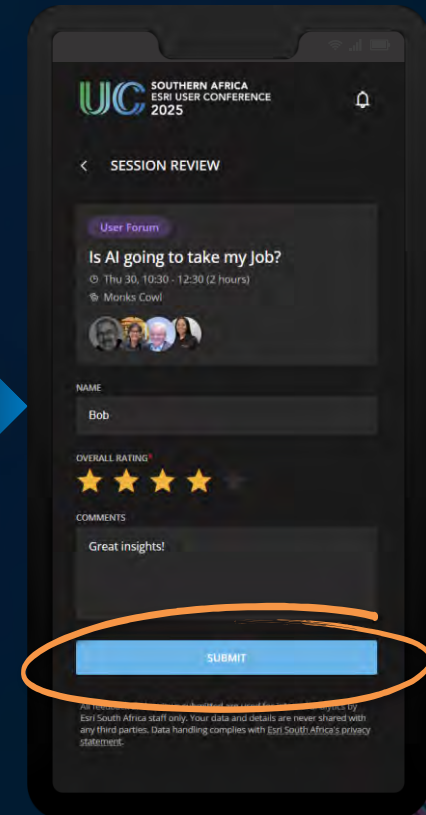 UC SOUTHERN AFRICA
ESRI USER CONFERENCE
2025
SESSION REVIEW
User Forum
Is AI going to take my Job?
Thu 30, 10:30 - 12:30 (2 hours)
Monks Cowl
NAME
Bob
OVERALL RATING*
COMMENTS
Great insights!
SUBMIT
by
Esri South Africa staff only. Your data and details are never shared with
any third parties. Data handling complies with Esri South Africa's privacy
statement.